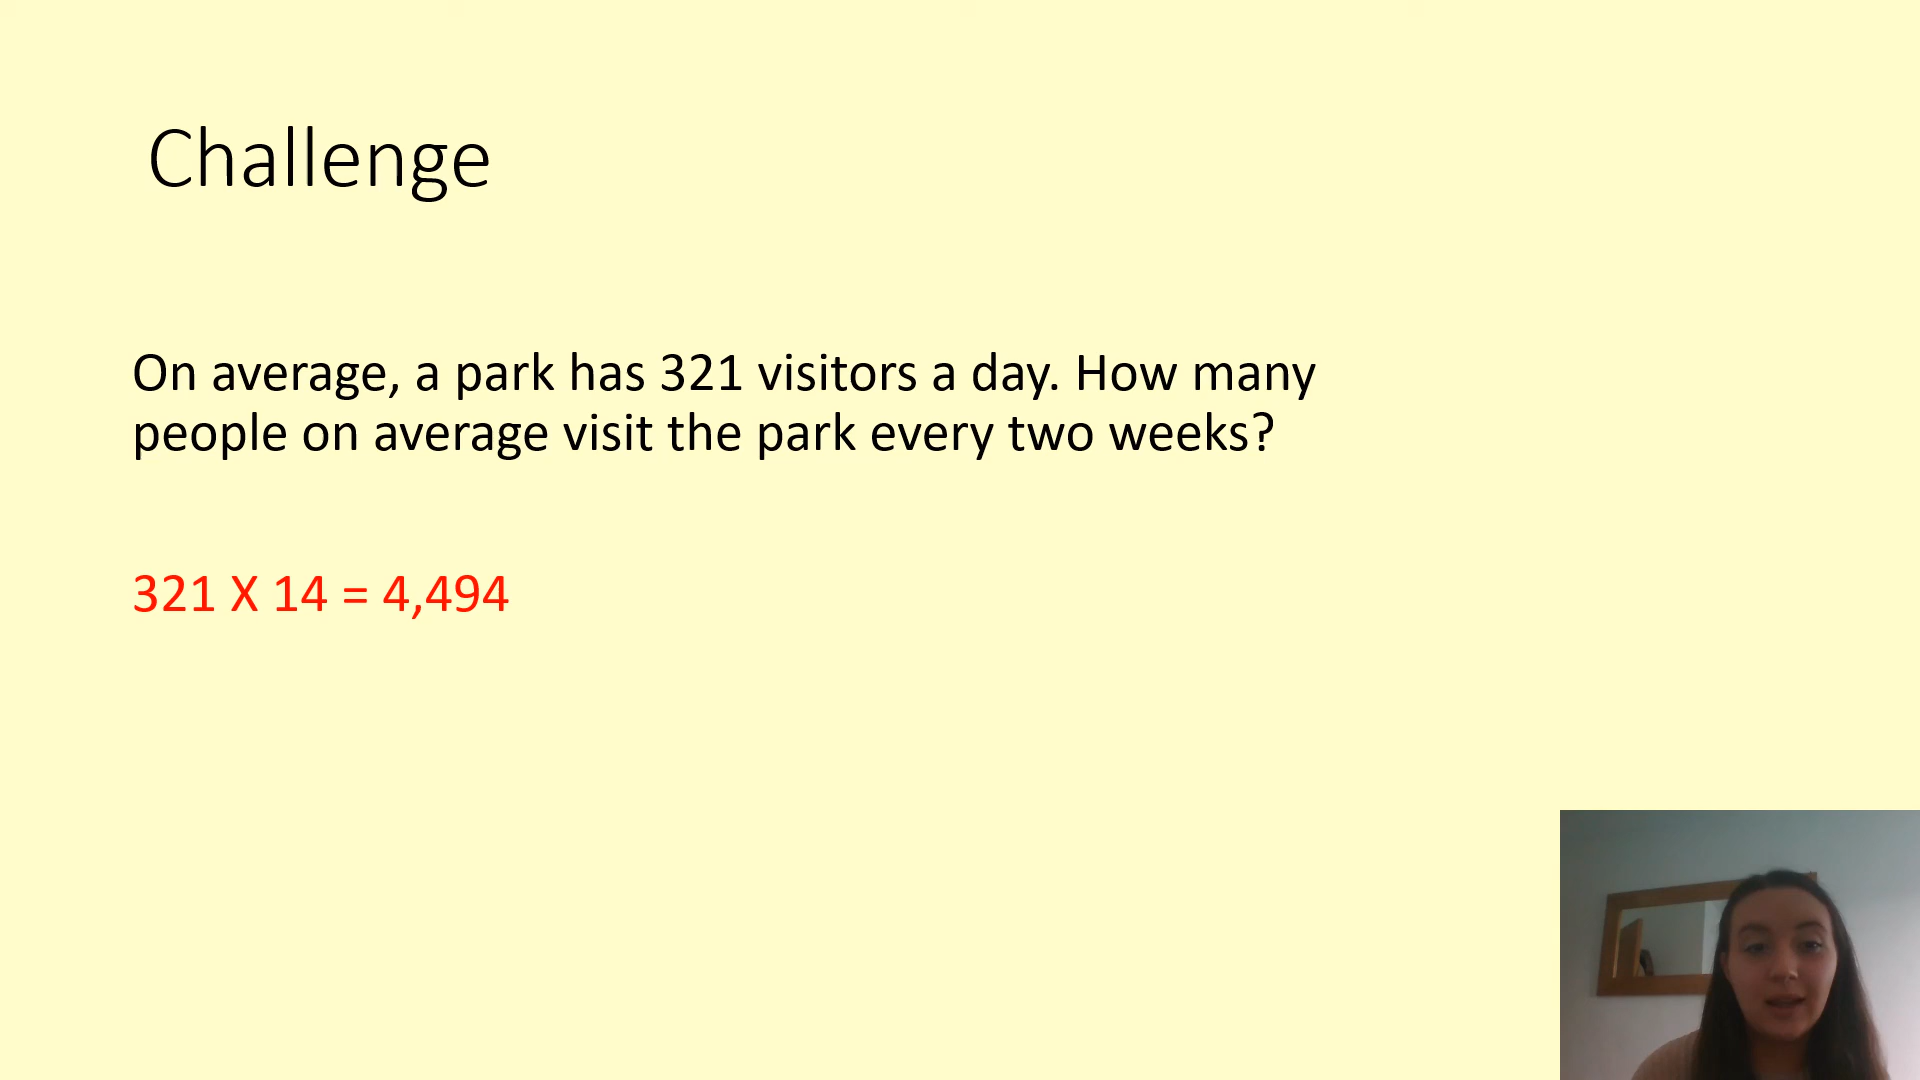 Challenge
On average, a park has 321 visitors a day. How many
people on average visit the park every two weeks?
321 X 14 = 4,494